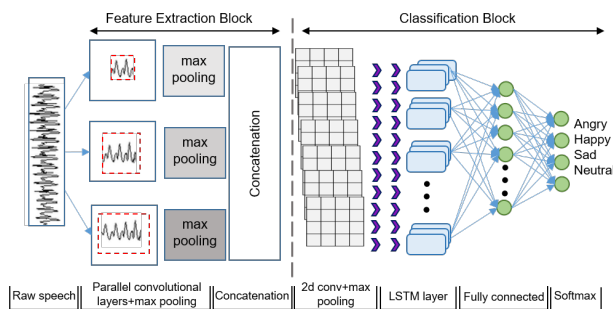 Feature Extraction Block
Classification Block
max
pooling
max
pooling
max
pooling
Concatenation
Angry
Happy
Sad
Neutral
Raw speech
Parallel convolutional
layers+max pooling
Concatenation
2d conv+max
pooling
LSTM layer
Fully connected
Softmax